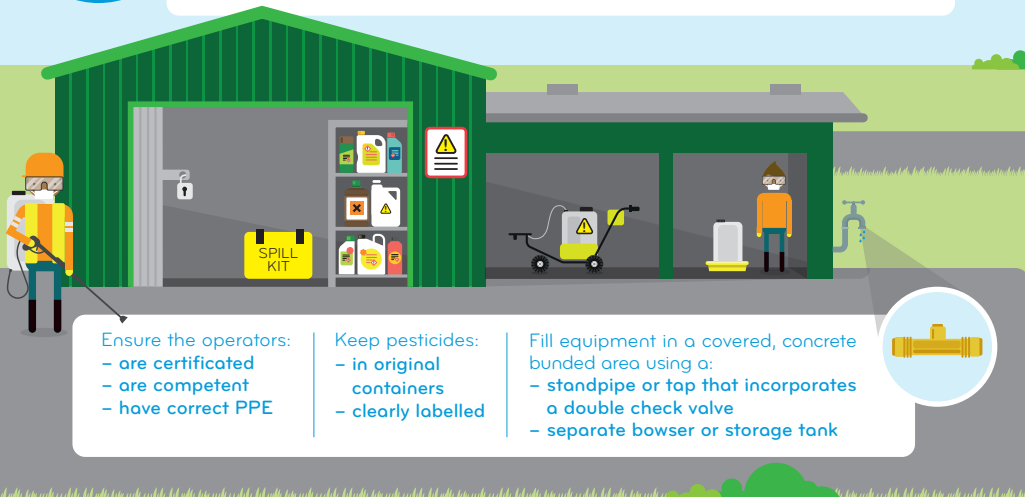 SPILL
KIT
Ensure the operators:
– are certificated
– are competent
– have correct PPE
Keep pesticides:
– in original
containers
– clearly labelled
Fill equipment in a covered, concrete
bunded area using a:
– standpipe or tap that incorporates
a double check valve
– separate bowser or storage tank